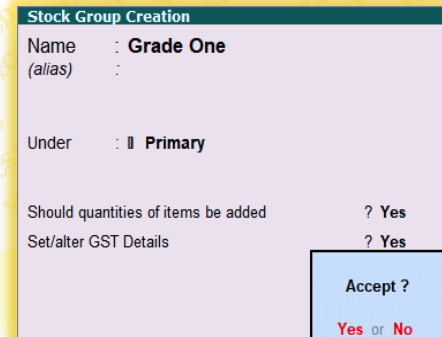 Stock Group Creation
Name : Grade One
(alias) :
Under : Primary
Should quantities of items be added ? Yes
Set/alter GST Details ? Yes
Accept ?
Yes or No